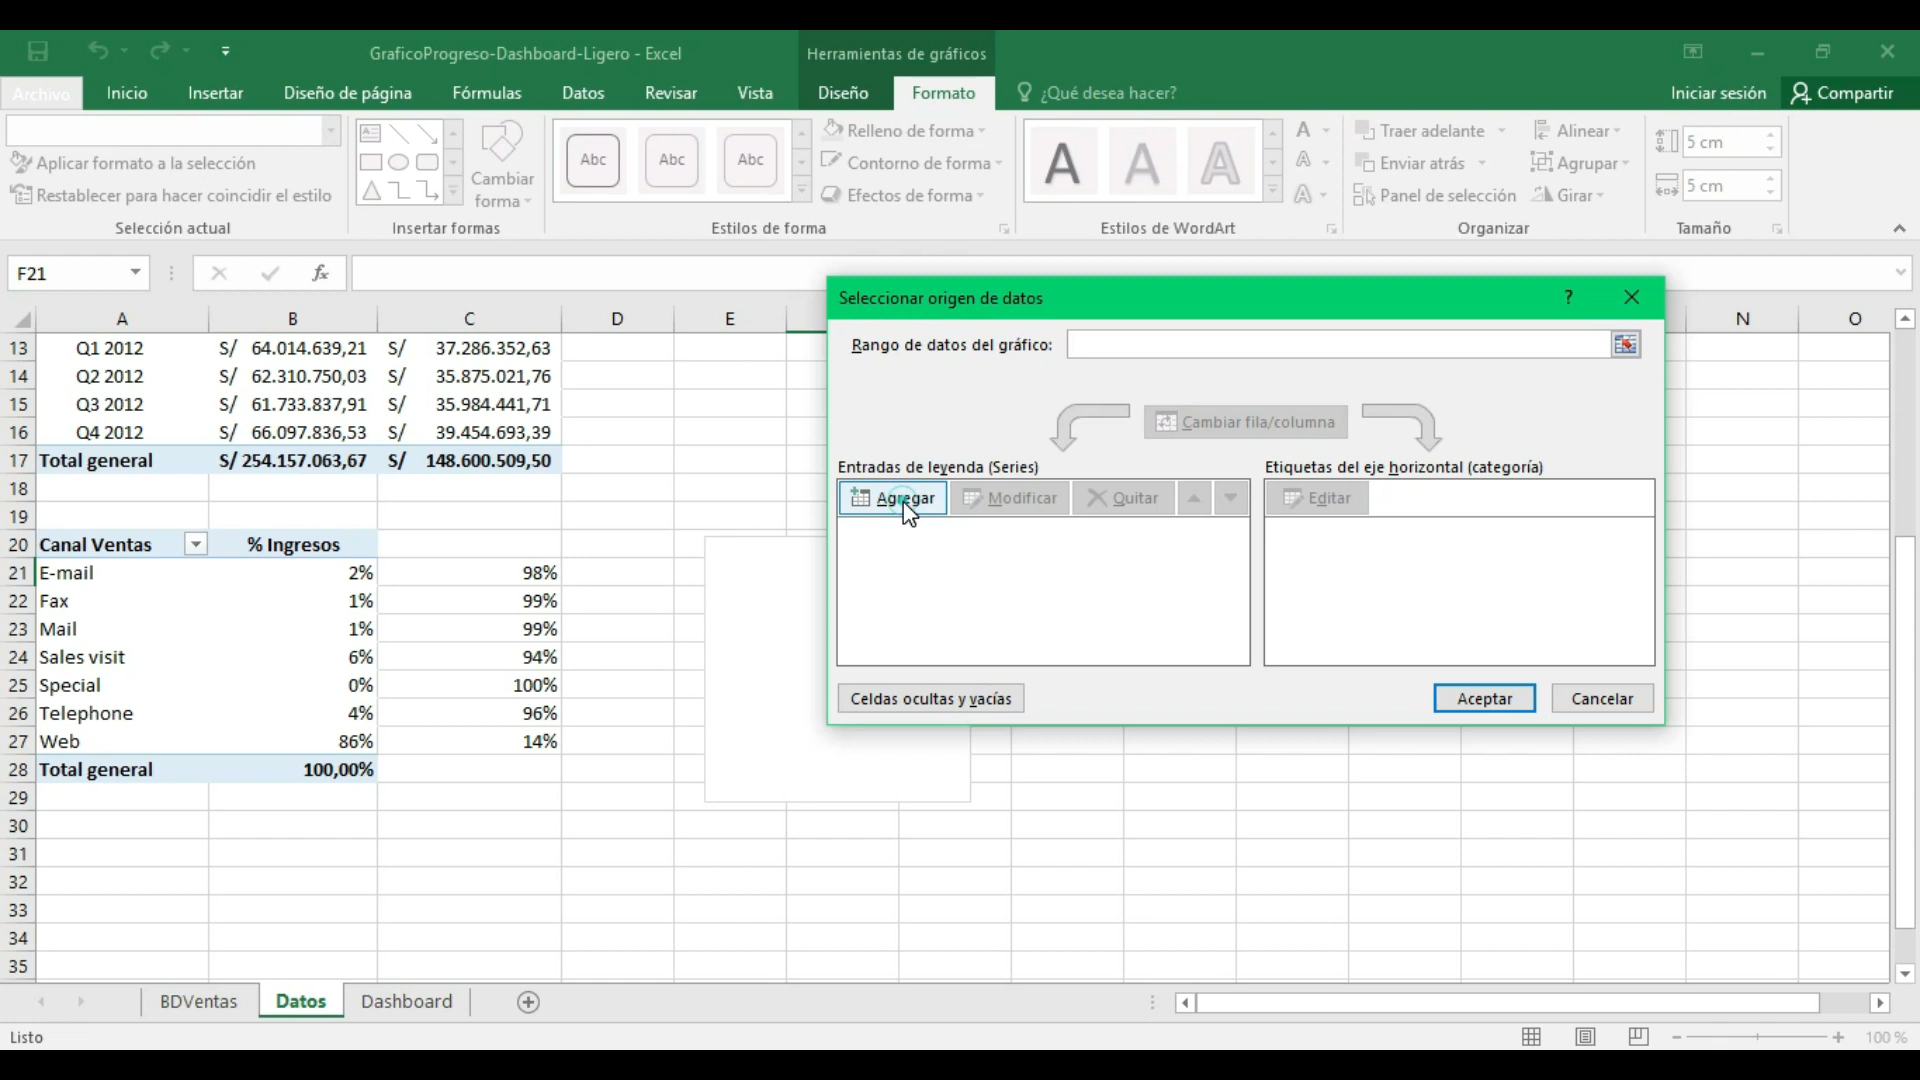 GraficoProgreso-Dashboard-Ligero - Excel
Herramientas de gráficos
Archivo Inicio Insertar Diseño de página Fórmulas Datos Revisar Vista Diseño Formato ¿Qué desea hacer? Iniciar sesión Compartir
Aplicar formato a la selección
Restablecer para hacer coincidir el estilo
Selección actual
Cambiar
forma
Insertar formas
Abc Abc Abc
Relleno de forma
Contorno de forma
Efectos de forma
Estilos de forma
A A A
A
A
A
Estilos de WordArt
Traer adelante
Enviar atrás
Panel de selección
Alinear
Agrupar
Girar
Organizar
5 cm
5 cm
Tamaño
F21
fx
A B C D E N O
13 Q1 2012 S/ 64.014.639,21 S/ 37.286.352,63
14 Q2 2012 S/ 62.310.750,03 S/ 35.875.021,76
15 Q3 2012 S/ 61.733.837,91 S/ 35.984.441,71
16 Q4 2012 S/ 66.097.836,53 S/ 39.454.693,39
17 Total general S/ 254.157.063,67 S/ 148.600.509,50
18
19
20 Canal Ventas % Ingresos
21 E-mail 2% 98%
22 Fax 1% 99%
23 Mail 1% 99%
24 Sales visit 6% 94%
25 Special 0% 100%
26 Telephone 4% 96%
27 Web 86% 14%
28 Total general 100,00%
29
30
31
32
33
34
35
Seleccionar origen de datos ?
Rango de datos del gráfico:
Cambiar fila/columna
Entradas de leyenda (Series)
Agregar Modificar Quitar
Etiquetas del eje horizontal (categoría)
Editar
Celdas ocultas y vacías
Aceptar Cancelar
BDVentas Datos Dashboard
Listo
100 %